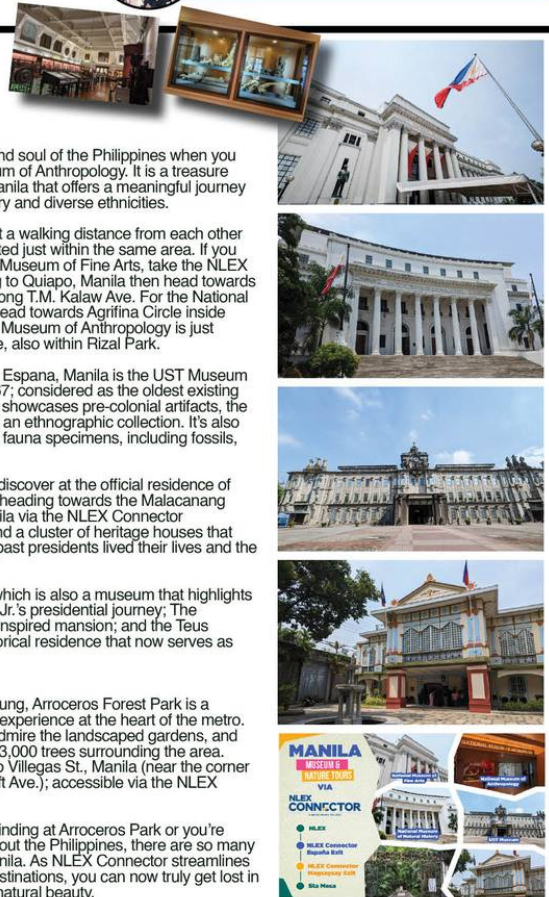 nd soul of the Philippines when you
um of Anthropology. It is a treasure
anila that offers a meaningful journey
ry and diverse ethnicities.
t a walking distance from each other
ted just within the same area. If you
Museum of Fine Arts, take the NLEX
g to Quiapo, Manila then head towards
ong T.M. Kalaw Ave. For the National
ead towards Agrifina Circle inside
Museum of Anthropology is just
e, also within Rizal Park.
Espana, Manila is the UST Museum
67; considered as the oldest existing
showcases pre-colonial artifacts, the
an ethnographic collection. It's also
fauna specimens, including fossils,
discover at the official residence of
heading towards the Malacanang
ila via the NLEX Connector
nd a cluster of heritage houses that
past presidents lived their lives and the
which is also a museum that highlights
Jr.'s presidential journey; The
inspired mansion; and the Teus
orical residence that now serves as
ung, Arroceros Forest Park is a
experience at the heart of the metro.
dmire the landscaped gardens, and
3,000 trees surrounding the area.
o Villegas St., Manila (near the corner
ft Ave.); accessible via the NLEX
inding at Arroceros Park or you're
out the Philippines, there are so many
nila. As NLEX Connector streamlines
stinations, you can now truly get lost in
natural beauty.
MANILA
MUSEUM &
NATURE TOURS
VIA
NLEX
CONNECTOR
NLEX
NLEX Connector
España Exit
NLEX Connector
Magsaysay Exit
Sta Mesa
National Museum of
Fine Arts
National Museum of
Anthropology
National Museum
of Natural History
UST Museum